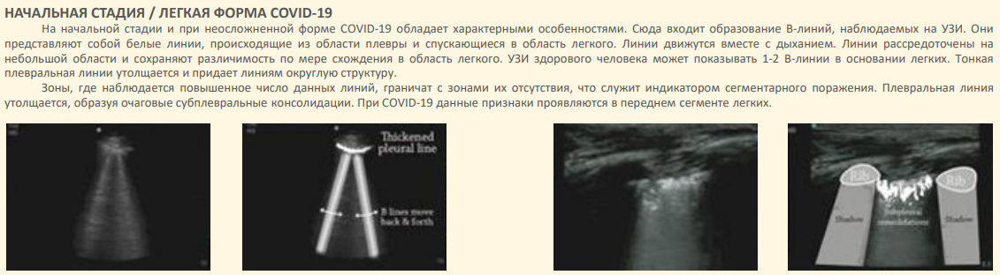 НАЧАЛЬНАЯ СТАДИЯ / ЛЕГКАЯ ФОРМА COVID-19
На начальной стадии и при неосложненной форме COVID-19 обладает характерными особенностями. Сюда входит образование B-линий, наблюдаемых на УЗИ. Они
представляют собой белые линии, происходящие из области плевры и спускающиеся в область легкого. Линии движутся вместе с дыханием. Линии рассредоточены на
небольшой области и сохраняют различимость по мере схождения в область легкого. УЗИ здорового человека может показывать 1-2 B-линии в основании легких. Тонкая
плевральная линии утолщается и придает линиям округлую структуру.
Зоны, где наблюдается повышенное число данных линий, граничат с зонами их отсутствия, что служит индикатором сегментарного поражения. Плевральная линия
утолщается, образуя очаговые субплевральные консолидации. При COVID-19 данные признаки проявляются в переднем сегменте легких.
Thickened
pleural line
B lines move
back & forth
Rib
Rib
Shadow
Subpleural
consolidations
Shadow